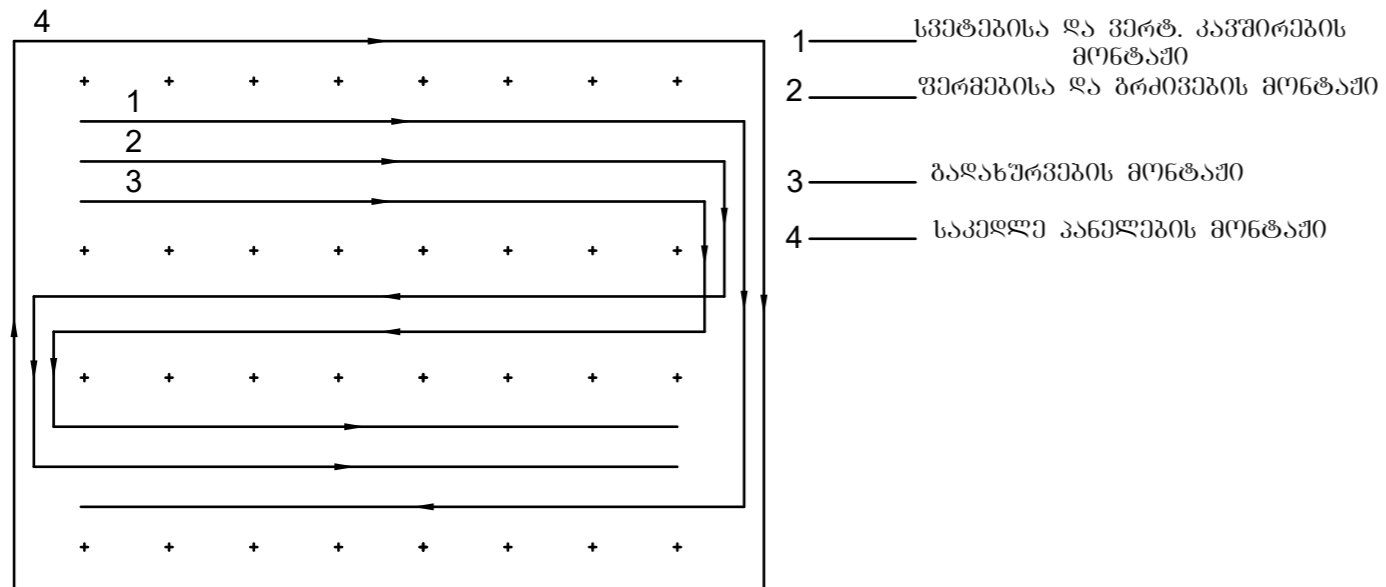 4
1 სვეტებისა და ვერტ. კავშირების
მონტაჟი
2 ფერმებისა და გრძივების მონტაჟი
1
2
3
3 გადახურვების მონტაჟი
4 საკედლე პანელების მონტაჟი